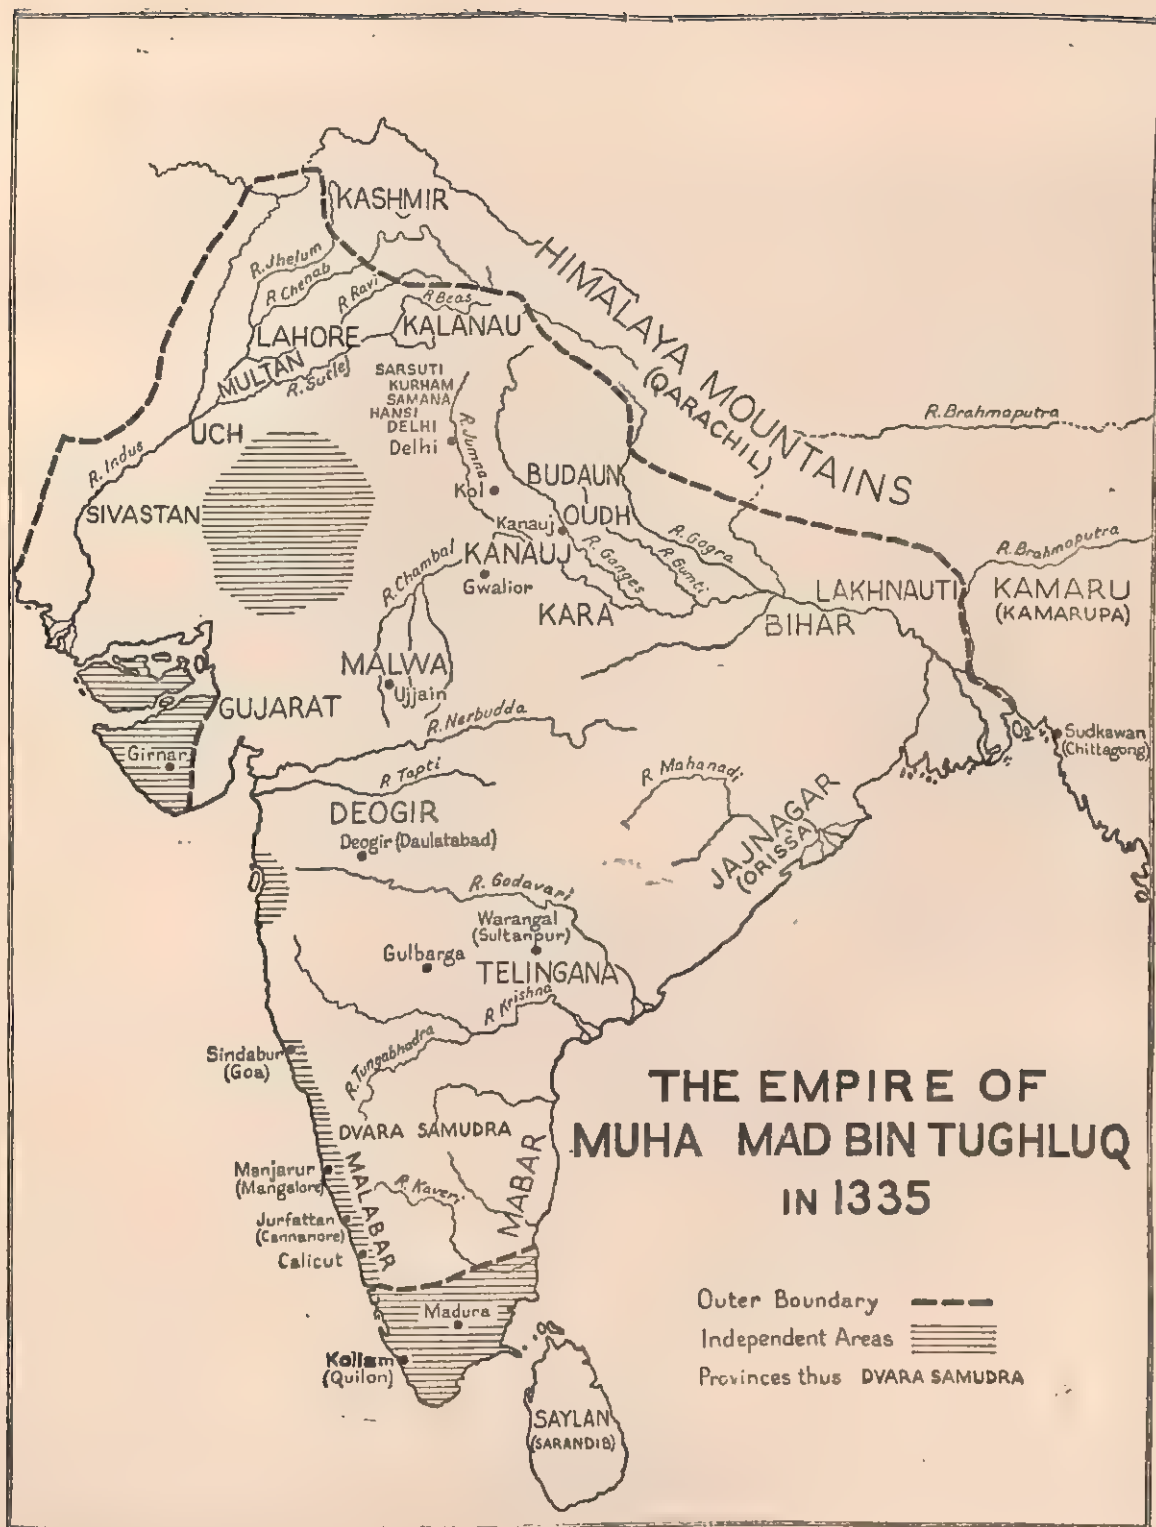 KASHMIR
R. Jhelum
R. Chenab
R. Ravi
R. Beas
LAHORE
KALANAU
MULTAN
R. Sutlej
HIMALAYA MOUNTAINS
(QARACHIL)
SARSUTI
KURHAM
SAMANA
HANSI
DELHI
Delhi
R. Jumna
R. Brahmaputra
UCH
R. Indus
SIVASTAN
BUDAUN
Kol
OUDH
Kanauj
KANAUJ
R. Gogra
R. Gumti
R. Ganges
R. Brahmaputra
R. Chambal
Gwalior
KARA
LAKHNAUTI
KAMARU
(KAMARUPA)
BIHAR
MALWA
Ujjain
GUJARAT
R. Nerbudda
Girnar
Sudkawan
(Chittagong)
R. Tapti
R Mahanadi
DEOGIR
Deogir (Daulatabad)
JAJNAGAR
(ORISSA)
R. Godavari
Warangal
(Sultanpur)
Gulbarga
TELINGANA
R Krishna
Sindabur
(Goa)
R. Tungabhadra
THE EMPIRE OF
MUHA MAD BIN TUGHLUQ
IN 1335
DVARA SAMUDRA
MABAR
Manjarur
(Mangalore)
MALABAR
R. Kaveri
Jurfattan
(Cannanore)
Calicut
Madura
Kollam
(Quilon)
Outer Boundary
Independent Areas
Provinces thus DVARA SAMUDRA
SAYLAN
(SARANDIB)